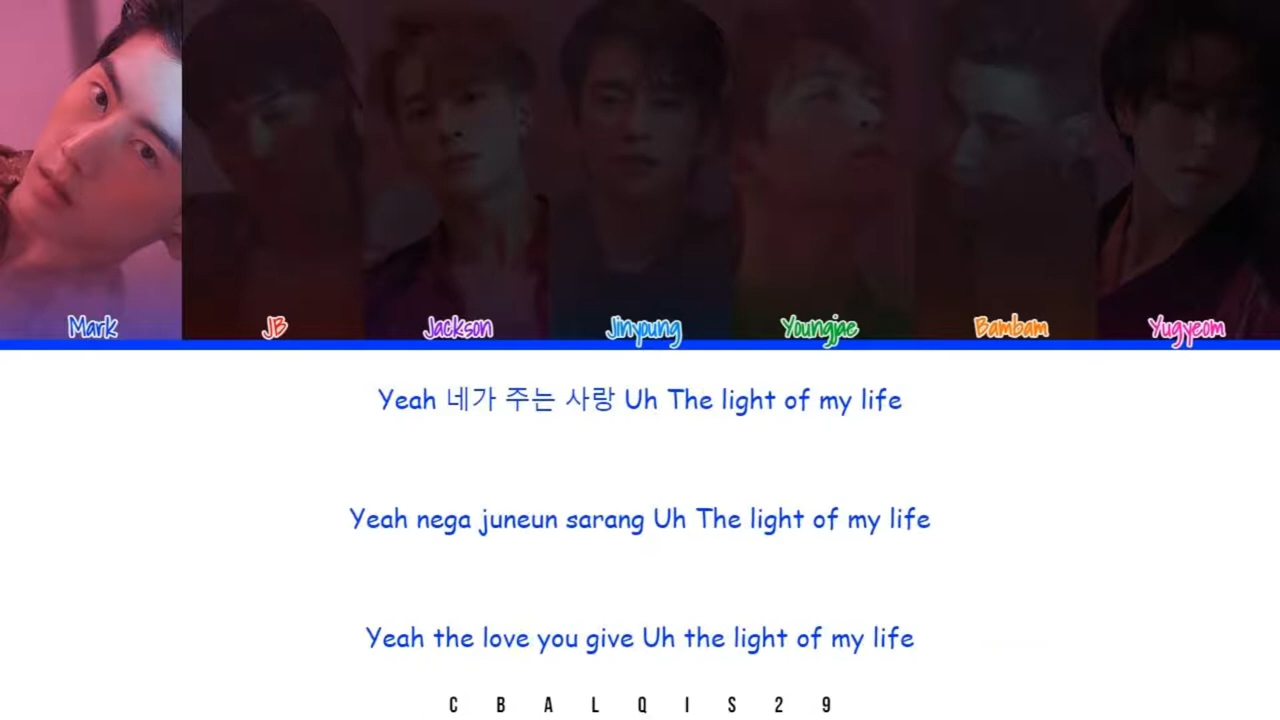 Mark JB Jackson Jinyoung Youngjae Bambam Yugyeom
Yeah 네가 주는 사랑 Uh The light of my life
Yeah nega juneun sarang Uh The light of my life
Yeah the love you give Uh the light of my life
CBALQIS29